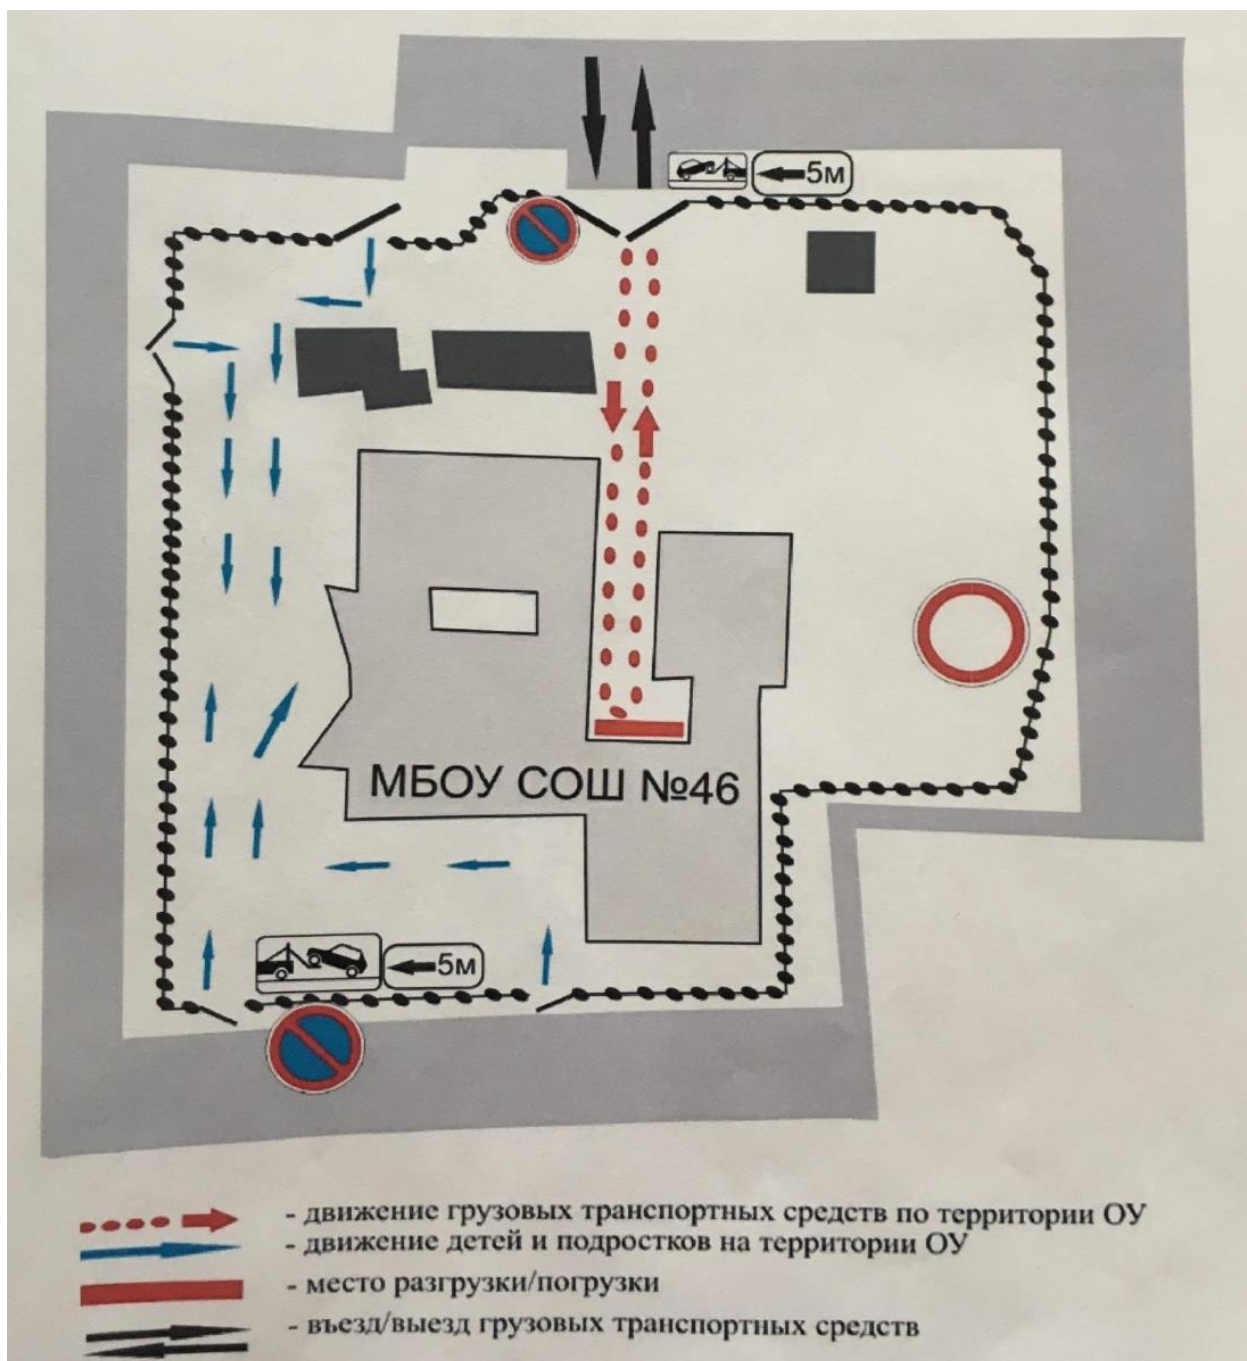 5м
МБОУ СОШ №46
5м
- движение грузовых транспортных средств по территории ОУ
- движение детей и подростков на территории ОУ
- место разгрузки/погрузки
- въезд/выезд грузовых транспортных средств